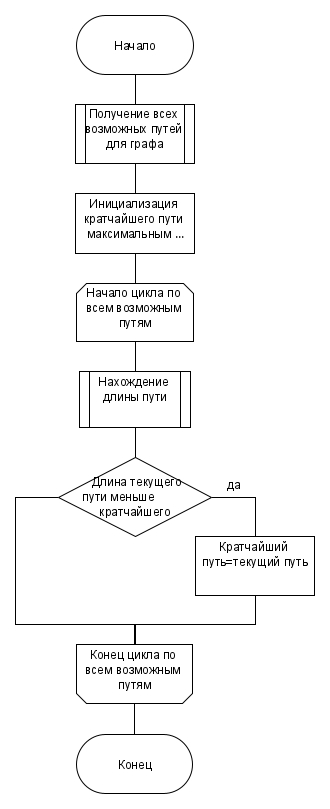 Начало
Получение всех
возможных путей
для графа
Инициализация
кратчайшего пути
максимальным ...
Начало цикла по
всем возможным
путям
Нахождение
длины пути
Длина текущего
пути меньше
кратчайшего
да
Кратчайший
путь=текущий путь
Конец цикла по
всем возможным
путям
Конец